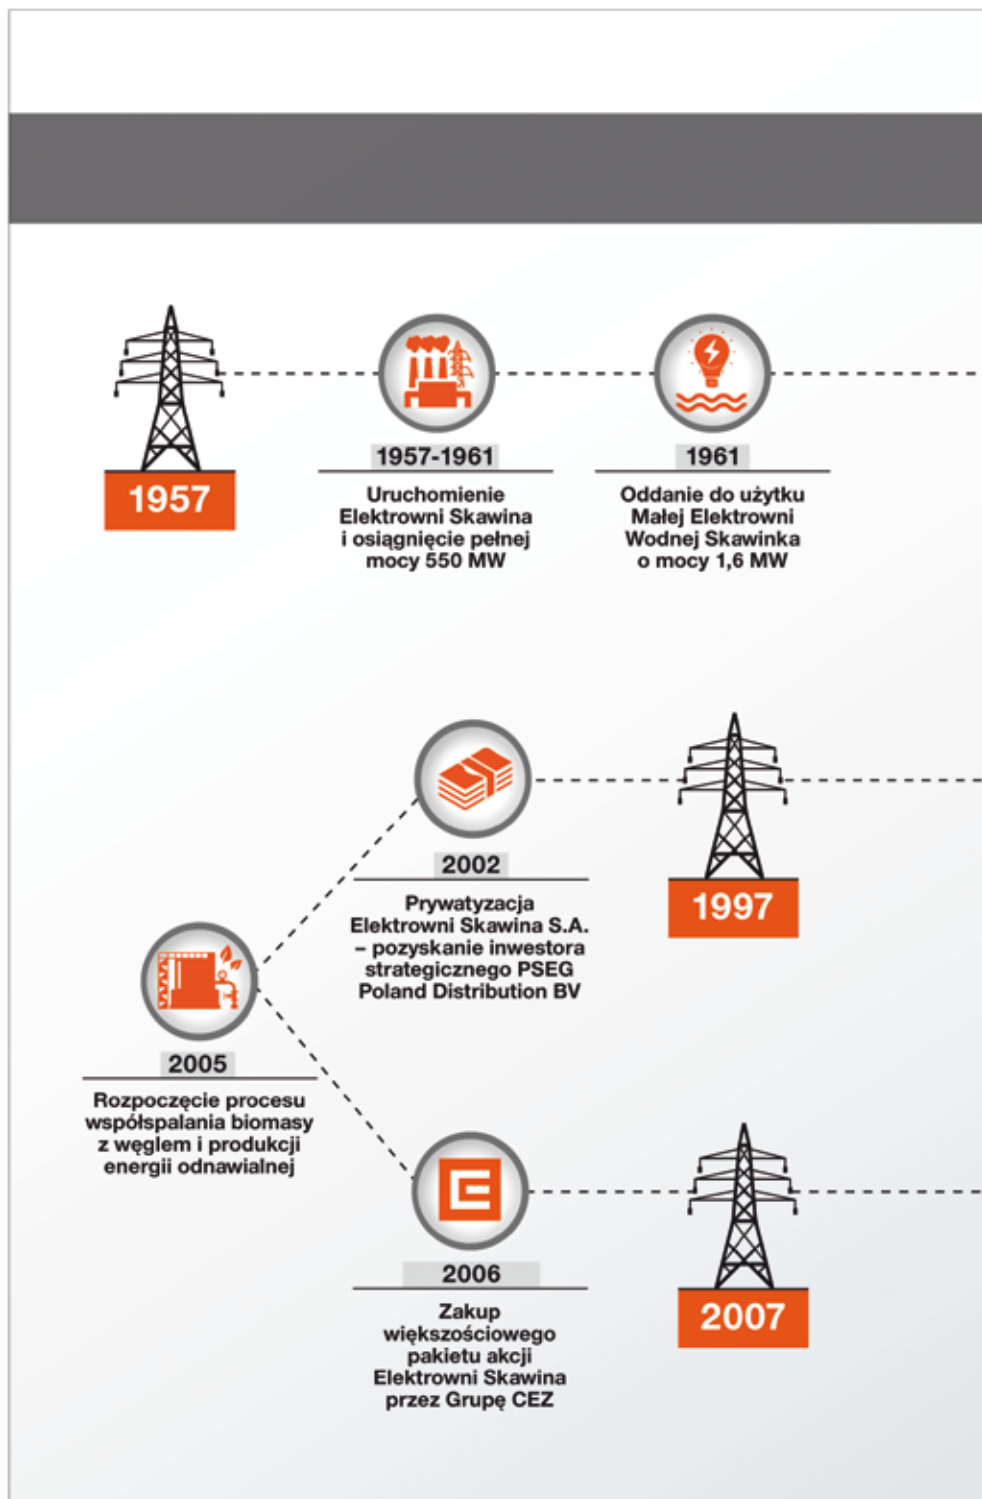 1957
1957-1961
Uruchomienie
Elektrowni Skawina
i osiągnięcie pełnej
mocy 550 MW
1961
Oddanie do użytku
Małej Elektrowni
Wodnej Skawinka
o mocy 1,6 MW
1997
2002
Prywatyzacja
Elektrowni Skawina S.A.
– pozyskanie inwestora
strategicznego PSEG
Poland Distribution BV
2005
Rozpoczęcie procesu
współspalania biomasy
z węglem i produkcji
energii odnawialnej
2006
Zakup
większościowego
pakietu akcji
Elektrowni Skawina
przez Grupę CEZ
2007